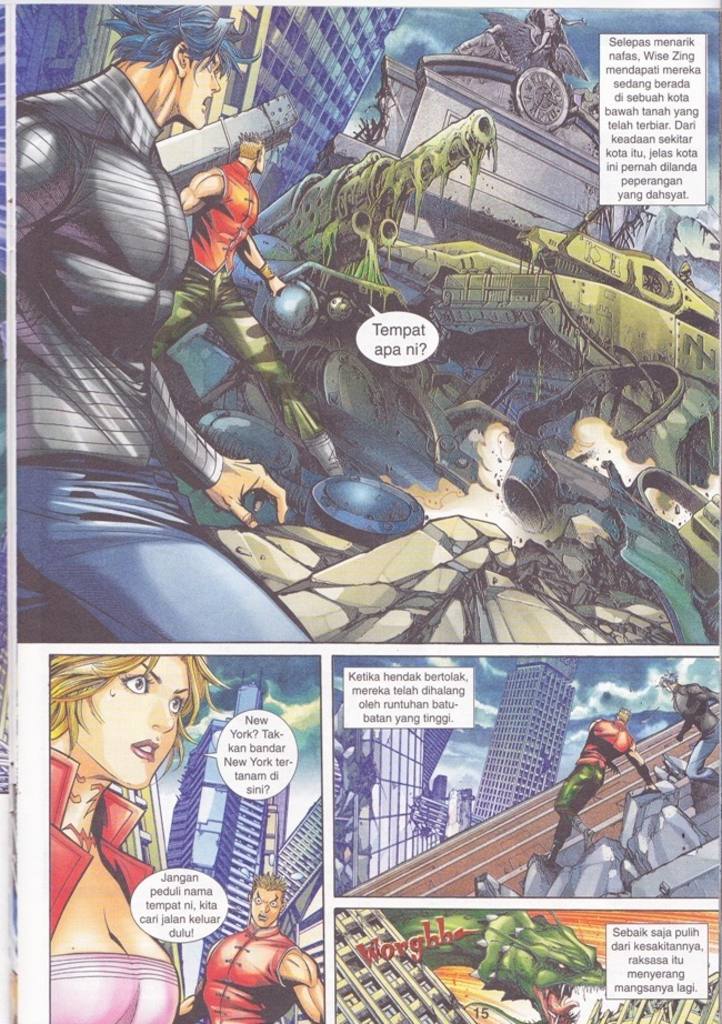 Selepas menarik
nafas, Wise Zing
mendapati mereka
sedang berada
di sebuah kota
bawah tanah yang
telah terbiar. Dari
keadaan sekitar
kota itu, jelas kota
ini pernah dilanda
peperangan
yang dahsyat.
Tempat
apa ni?
New
York? Tak-
kan bandar
New York ter-
tanam di
sini?
Jangan
peduli nama
tempat ni, kita
cari jalan keluar
dulu!
Ketika hendak bertolak,
mereka telah dihalang
oleh runtuhan batu-
batan yang tinggi.
Worghh
Sebaik saja pulih
dari kesakitannya,
raksasa itu
menyerang
mangsanya lagi.
15